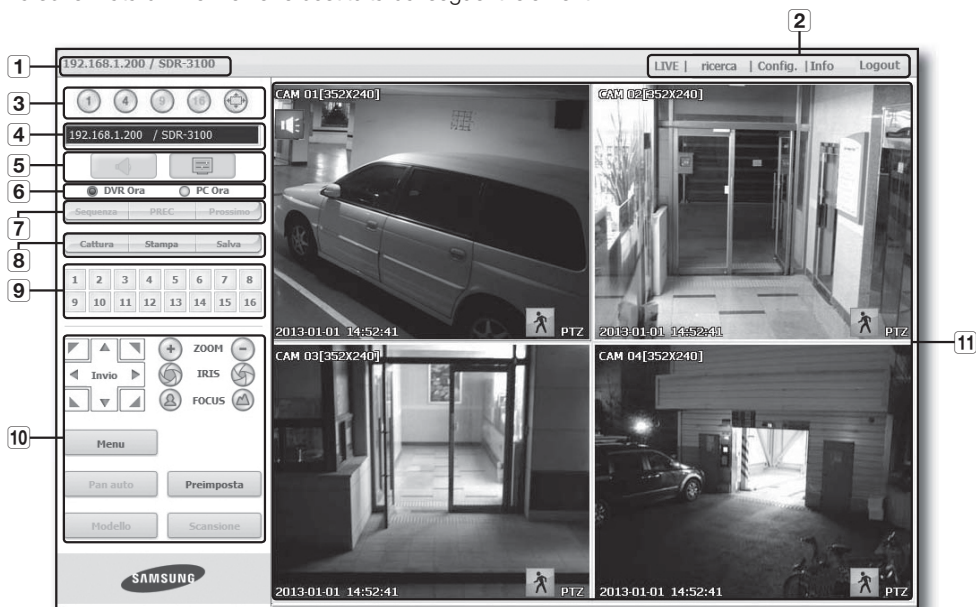 2
1
192.168.1.200 / SDR-3100
LIVE | ricerca | Config. | Info Logout
3
1 4 9 16
4
192.168.1.200 / SDR-3100
5
6
DVR Ora PC Ora
7
Sequenza PREC Prossimo
8
Cattura Stampa Salva
9
1 2 3 4 5 6 7 8
9 10 11 12 13 14 15 16
10
ZOOM
Invio IRIS
FOCUS
Menu
Pan auto Preimposta
Modello Scansione
SAMSUNG
CAM 01[352X240]
2013-01-01 14:52:41 PTZ
CAM 02[352X240]
2013-01-01 14:52:41 PTZ
CAM 03[352X240]
2013-01-01 14:52:41 PTZ
CAM 04[352X240]
2013-01-01 14:52:41 PTZ
11